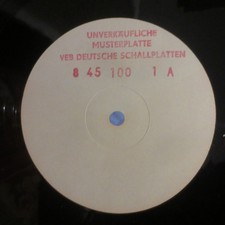 UNVERKÄUFLICHE
MUSTERPLATTE
VEB DEUTSCHE SCHALLPLATTEN
8 45 100 1 A